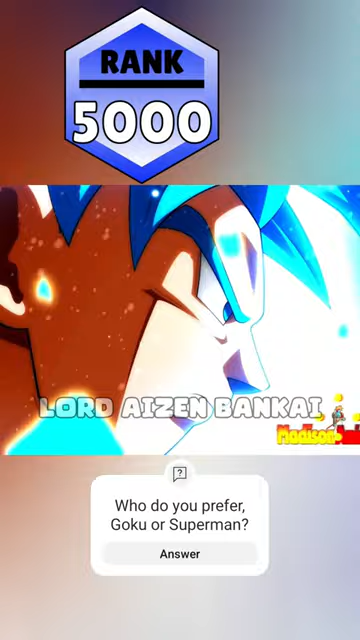 RANK
5000
LORD AIZEN BANKAI
Who do you prefer,
Goku or Superman?
Answer